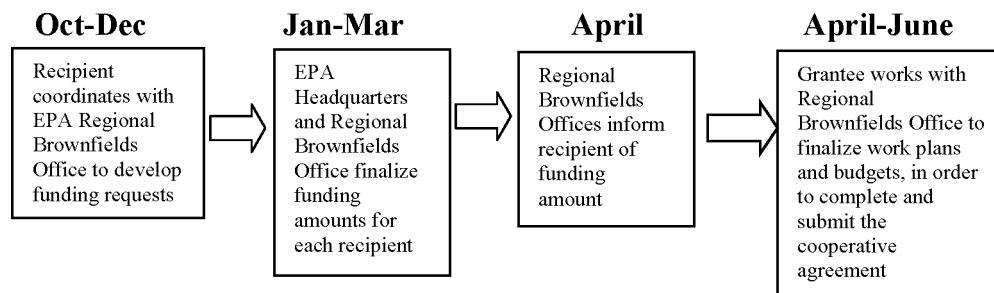 Oct-Dec
Recipient
coordinates with
EPA Regional
Brownfields
Office to develop
funding requests
Jan-Mar
EPA
Headquarters
and Regional
Brownfields
Office finalize
funding
amounts for
each recipient
April
Regional
Brownfields
Offices inform
recipient of
funding
amount
April-June
Grantee works with
Regional
Brownfields Office to
finalize work plans
and budgets, in order
to complete and
submit the
cooperative
agreement